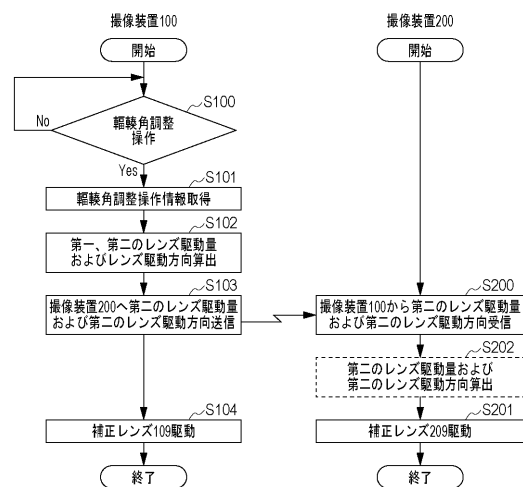 撮像装置100
開始
S100
輻輳角調整
操作
No
Yes
S101
輻輳角調整操作情報取得
S102
第一、第二のレンズ駆動量
およびレンズ駆動方向算出
S103
撮像装置200へ第二のレンズ駆動量
および第二のレンズ駆動方向送信
S104
補正レンズ109駆動
終了
撮像装置200
開始
S200
撮像装置100から第二のレンズ駆動量
および第二のレンズ駆動方向受信
S202
第二のレンズ駆動量および
第二のレンズ駆動方向算出
S201
補正レンズ209駆動
終了